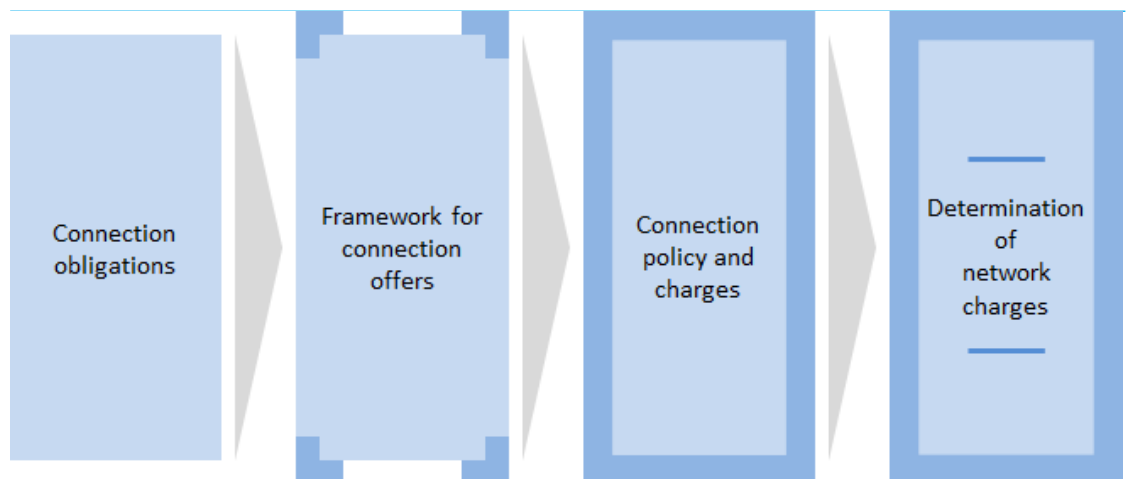 Connection
obligations
Framework for
connection
offers
Connection
policy and
charges
Determination
of
network
charges